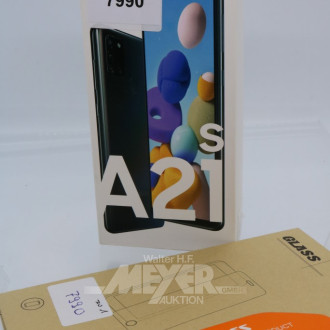 7990
A21s
Walter H.F.
MEYER
AUKTION
GLASS
7990